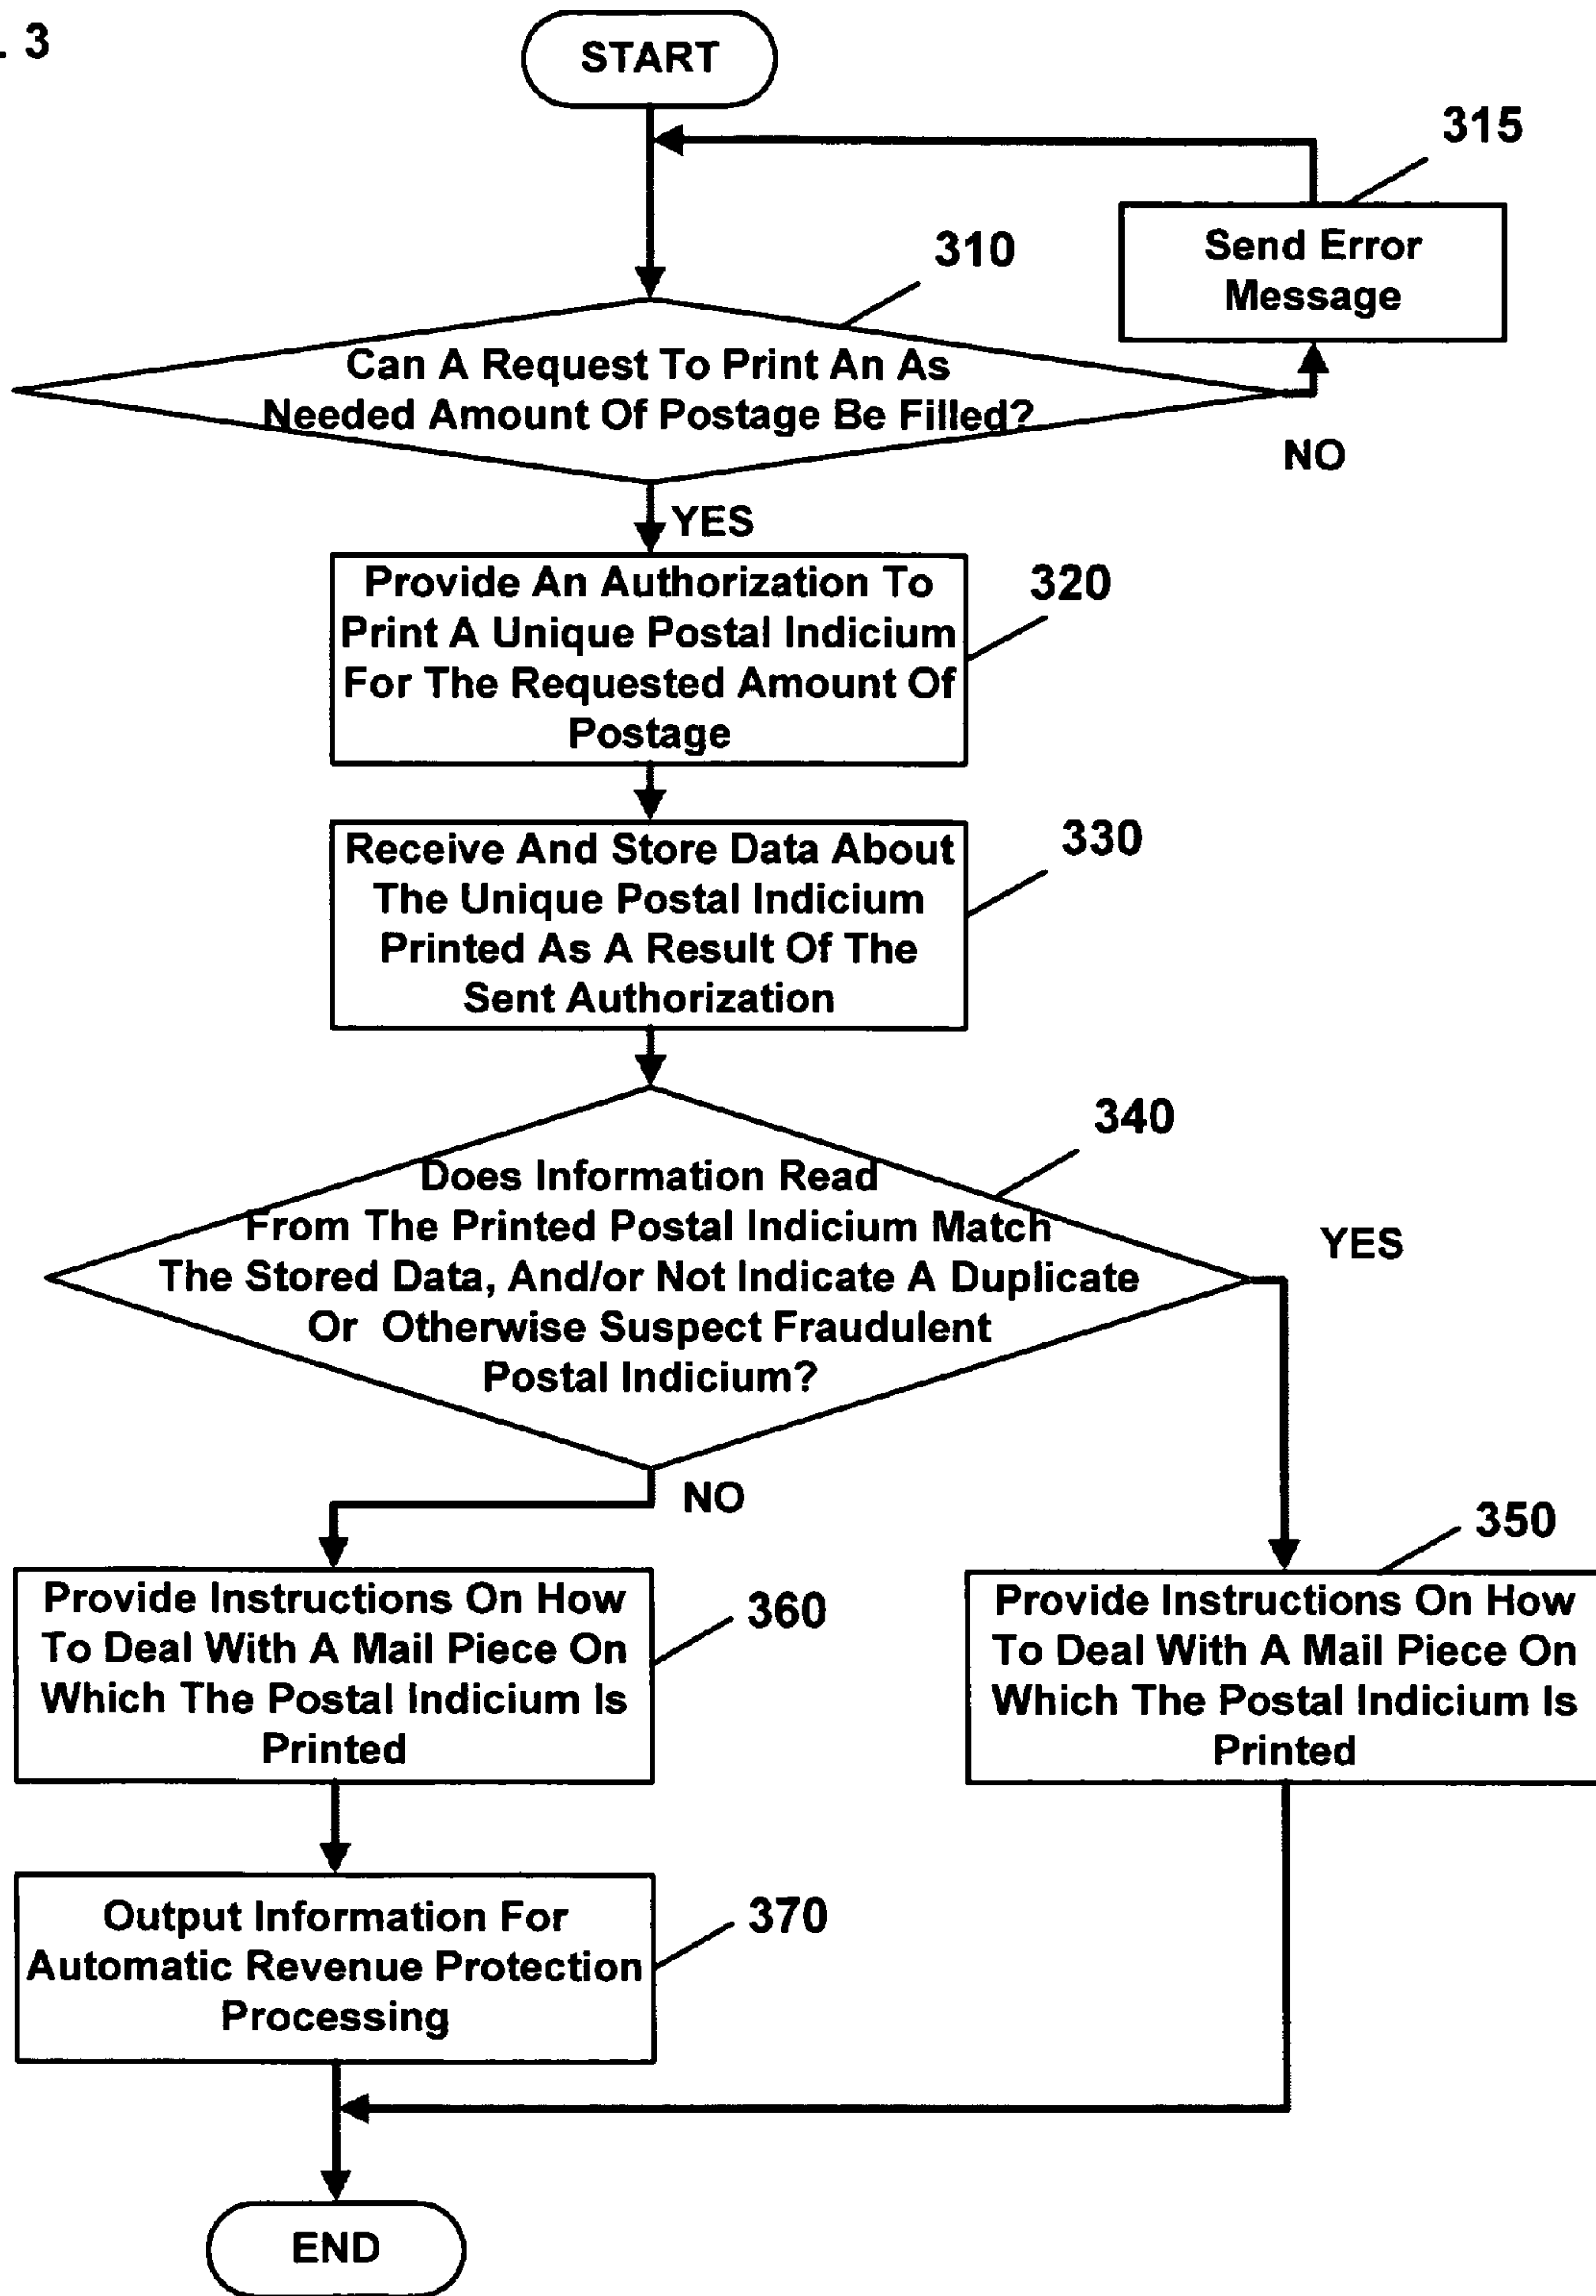 . 3
START
315
Send Error
Message
310
Can A Request To Print An As
Needed Amount Of Postage Be Filled?
NO
YES
Provide An Authorization To
Print A Unique Postal Indicium
For The Requested Amount Of
Postage
320
Receive And Store Data About
The Unique Postal Indicium
Printed As A Result Of The
Sent Authorization
330
340
Does Information Read
From The Printed Postal Indicium Match
The Stored Data, And/or Not Indicate A Duplicate
Or Otherwise Suspect Fraudulent
Postal Indicium?
YES
NO
350
Provide Instructions On How
To Deal With A Mail Piece On
Which The Postal Indicium Is
Printed
360
Provide Instructions On How
To Deal With A Mail Piece On
Which The Postal Indicium Is
Printed
Output Information For
Automatic Revenue Protection
Processing
370
END